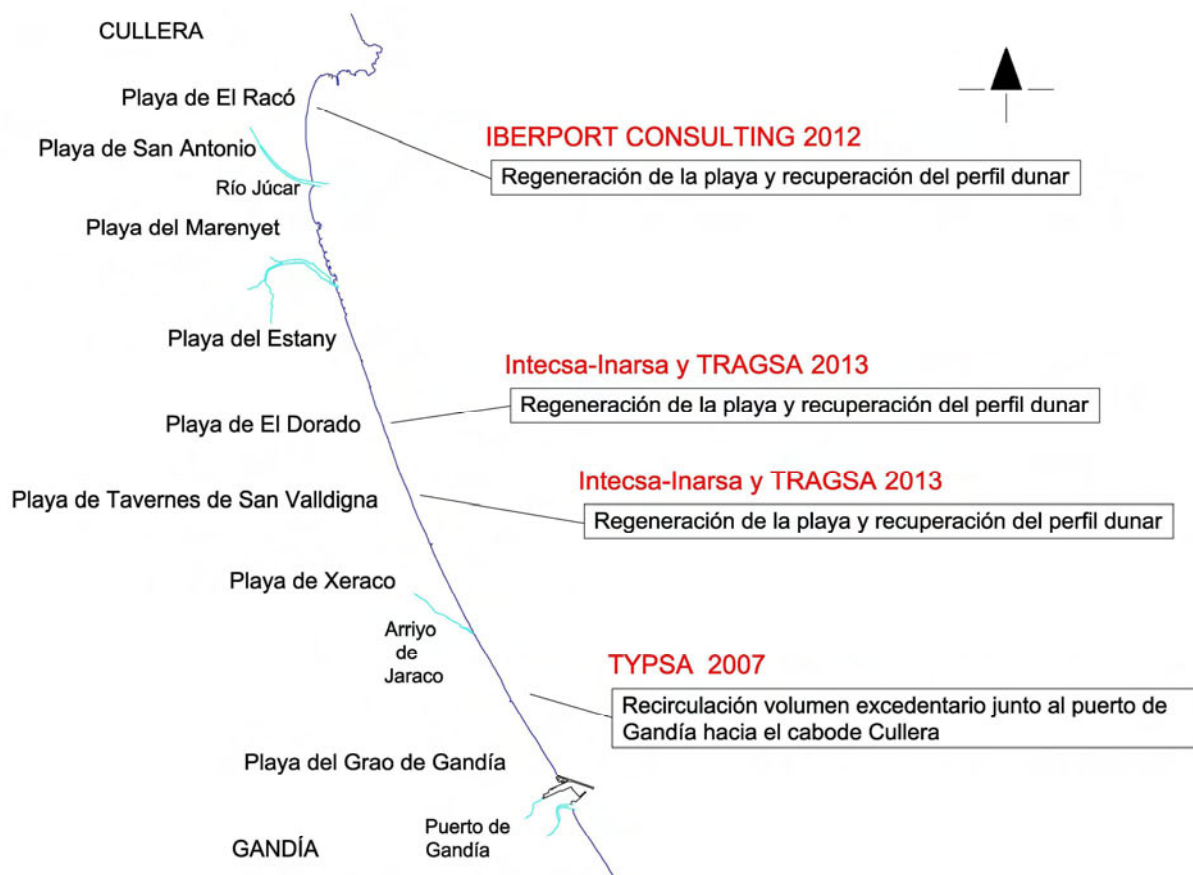 CULLERA
Playa de El Racó
IBERPORT CONSULTING 2012
Playa de San Antonio
Regeneración de la playa y recuperación del perfil dunar
Río Júcar
Playa del Marenyet
Playa del Estany
Intecsa-Inarsa y TRAGSA 2013
Regeneración de la playa y recuperación del perfil dunar
Playa de El Dorado
Intecsa-Inarsa y TRAGSA 2013
Playa de Tavernes de San Valldigna
Regeneración de la playa y recuperación del perfil dunar
Playa de Xeraco
Arriyo
de
Jaraco
TYPSA 2007
Recirculación volumen excedentario junto al puerto de
Gandía hacia el cabode Cullera
Playa del Grao de Gandía
Puerto de
Gandía
GANDÍA